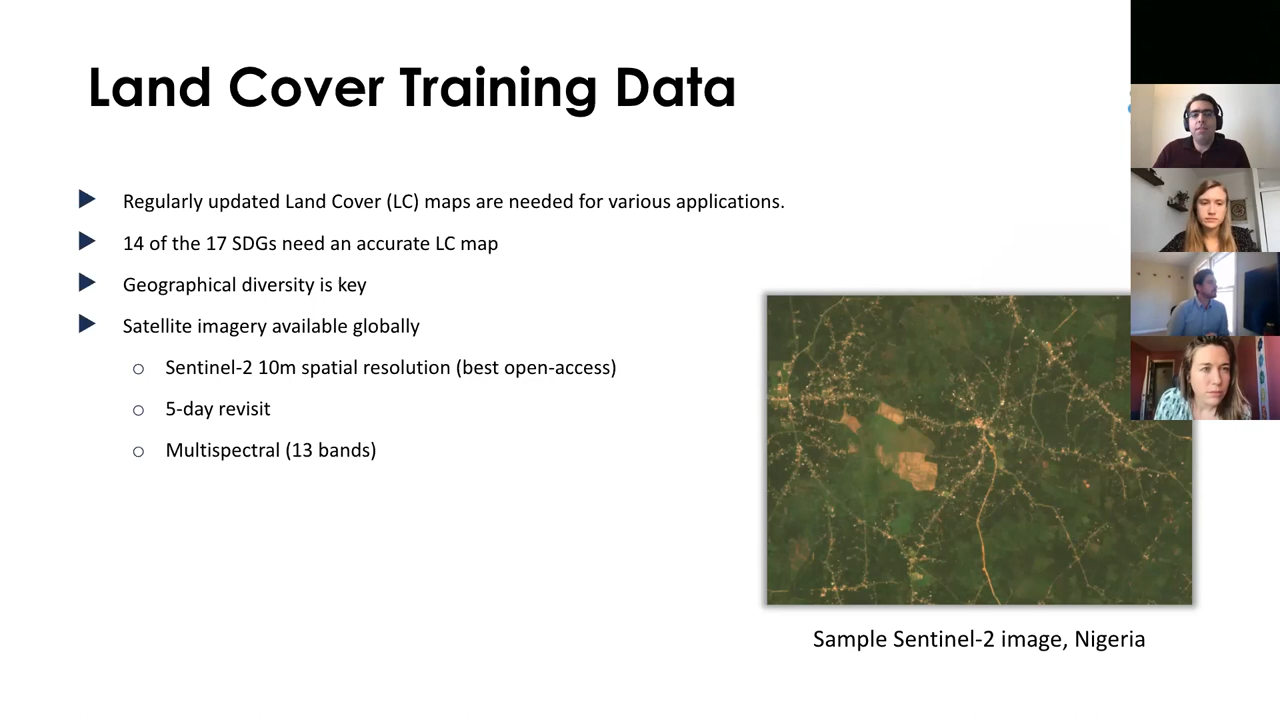 Land Cover Training Data
Regularly updated Land Cover (LC) maps are needed for various applications.
14 of the 17 SDGs need an accurate LC map
Geographical diversity is key
Satellite imagery available globally
Sentinel-2 10m spatial resolution (best open-access)
5-day revisit
Multispectral (13 bands)
Sample Sentinel-2 image, Nigeria